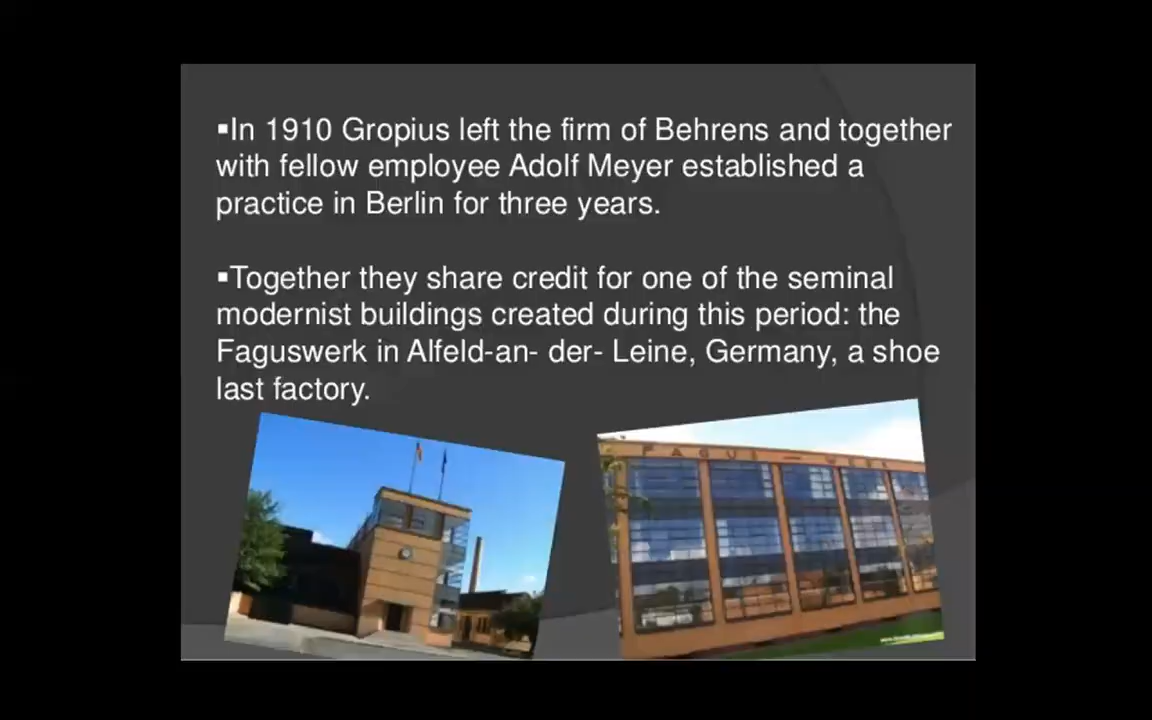 ▪In 1910 Gropius left the firm of Behrens and together
with fellow employee Adolf Meyer established a
practice in Berlin for three years.
▪Together they share credit for one of the seminal
modernist buildings created during this period: the
Faguswerk in Alfeld-an- der- Leine, Germany, a shoe
last factory.
FAGUS — WERK